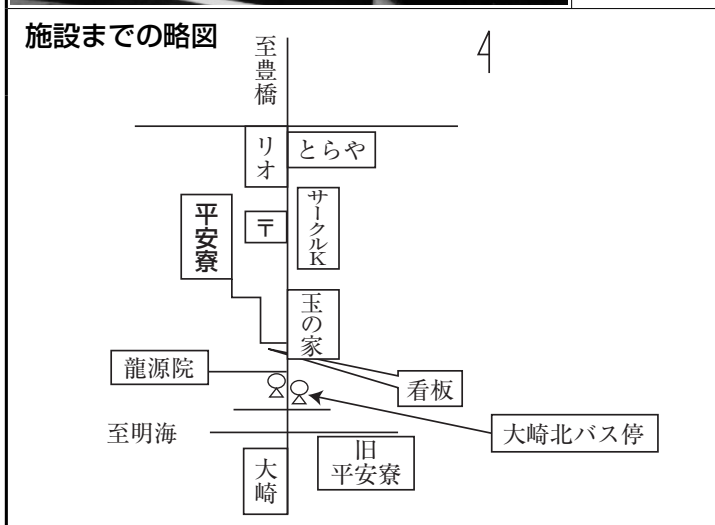 施設までの略図
至豊橋
リオ
とらや
サークルK
〒
平安寮
玉の家
龍源院
看板
至明海
大崎北バス停
旧
平安寮
大崎